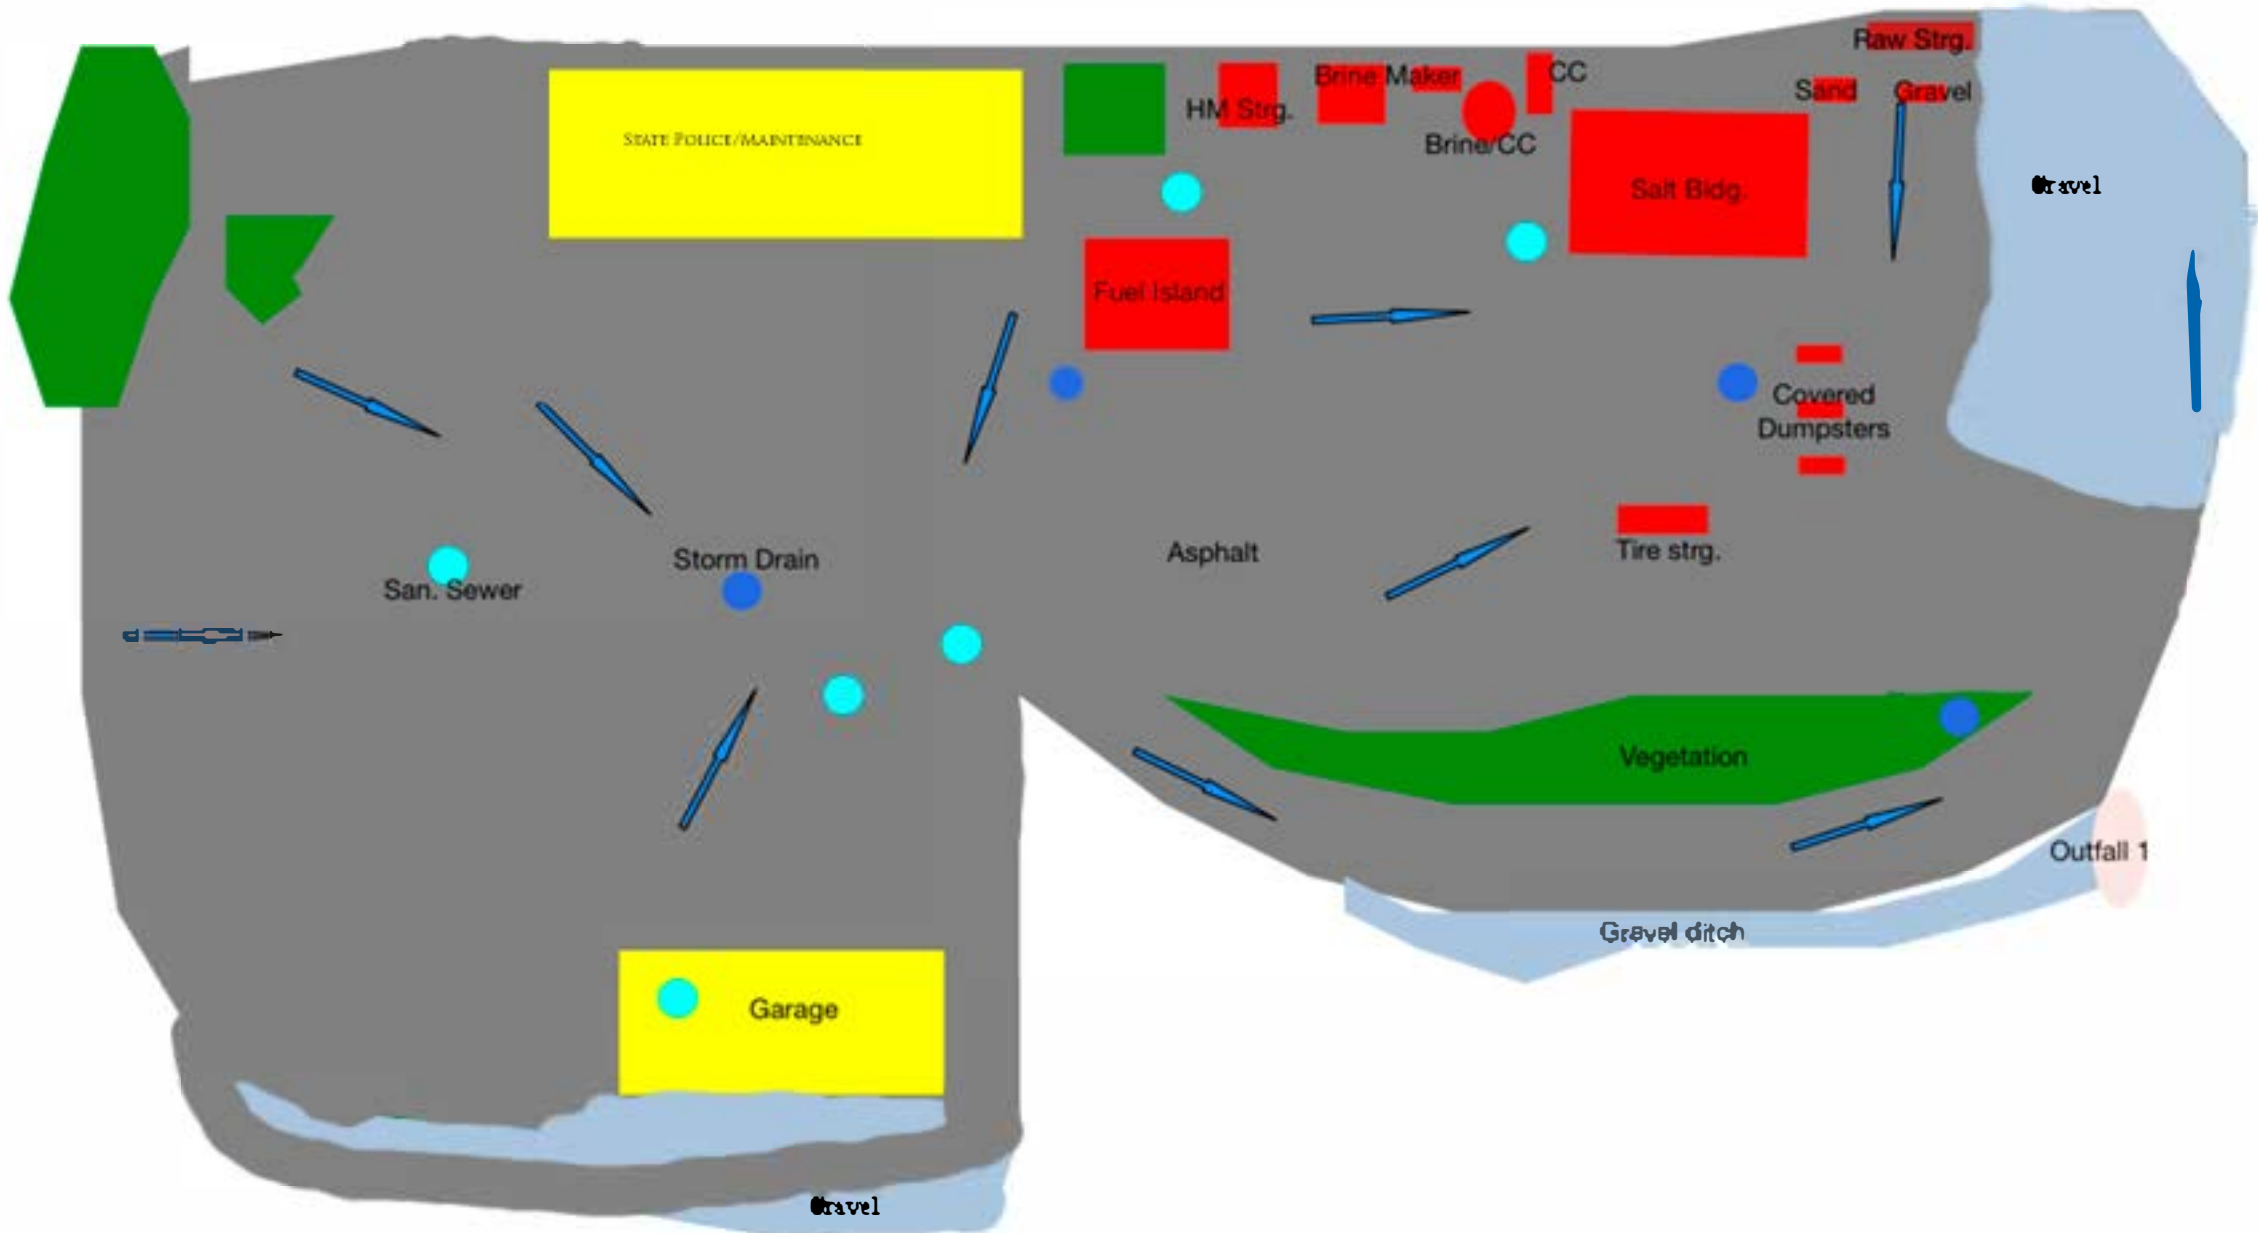 Raw Strg.
Brine Maker
CC
Sand
Gravel
HM Strg.
STATE POLICE/MAINTENANCE
Brine/CC
Salt Bldg.
Gravel
Fuel Island
Covered
Dumpsters
Tire strg.
Asphalt
Storm Drain
San. Sewer
Vegetation
Outfall 1
Gravel ditch
Garage
Gravel